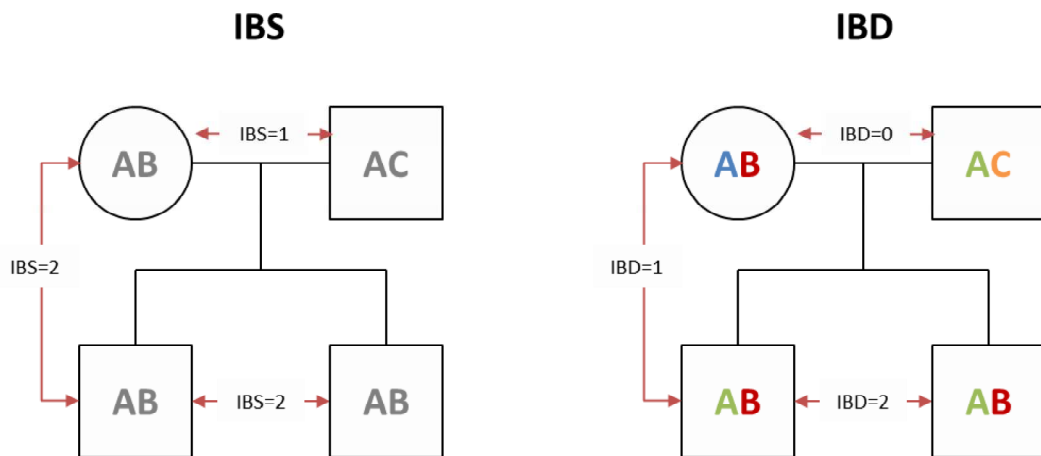 IBS
IBD
IBS=1
IBD=0
AB
AC
AB
AC
IBS=2
IBD=1
AB
IBS=2
AB
AB
IBD=2
AB